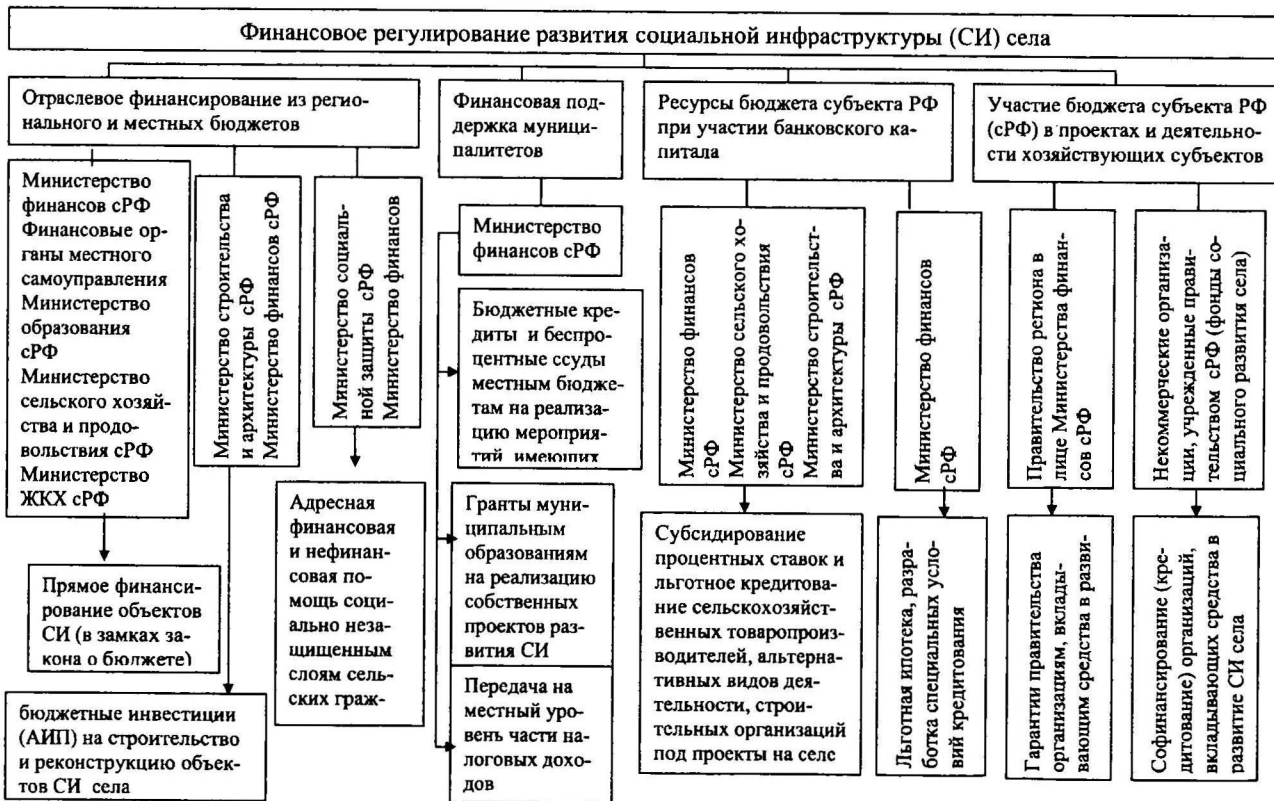 Финансовое регулирование развития социальной инфраструктуры (СИ) села
Отраслевое финансирование из регио-
нального и местных бюджетов
Финансовая под-
держка муници-
палитетов
Ресурсы бюджета субъекта РФ
при участии банковского ка-
питала
Участие бюджета субъекта РФ
(сРФ) в проектах и деятельно-
сти хозяйствующих субъектов
Министерство
финансов сРФ
Финансовые ор-
ганы местного
самоуправления
Министерство
образования
сРФ
Министерство
сельского хозяй-
ства и продо-
вольствия сРФ
Министерство
ЖКХ сРФ
Министерство строительства
и архитектуры сРФ
Министерство финансов сРФ
Министерство социаль-
ной защиты сРФ
Министерство финансов
Министерство
финансов сРФ
Министерство финансов
сРФ
Министерство сельского хо-
зяйства и продовольствия
сРФ
Министерство строительст-
ва и архитектуры сРФ
Министерство финансов
сРФ
Правительство региона в
лице Министерства финан-
сов сРФ
Некоммерческие организа-
ции, учрежденные прави-
тельством сРФ (фонды со-
циального развития села)
Прямое финанси-
рование объектов
СИ (в замках за-
кона о бюджете)
бюджетные инвестиции
(АИП) на строительство
и реконструкцию объек-
тов СИ села
Адресная
финансовая
и нефинан-
совая по-
мощь соци-
ально неза-
щищенным
слоям сель-
ских граж-
Бюджетные кре-
диты и беспро-
центные ссуды
местным бюдже-
там на реализа-
цию мероприя-
тий, имеющих
Гранты муни-
ципальным
образованиям
на реализацию
собственных
проектов раз-
вития СИ
Передача на
местный уро-
вень части на-
логовых дохо-
дов
Субсидирование
процентных ставок и
льготное кредитова-
ние сельскохозяйст-
венных товаропроиз-
водителей, альтерна-
тивных видов дея-
тельности, строи-
тельных организаций
под проекты на селе
Льготная ипотека, разра-
ботка специальных усло-
вий кредитования
Гарантии правительства
организациям, вклады-
вающим средства в разви-
Софинансирование (кре-
дитование) организаций,
вкладывающих средства в
развитие СИ села